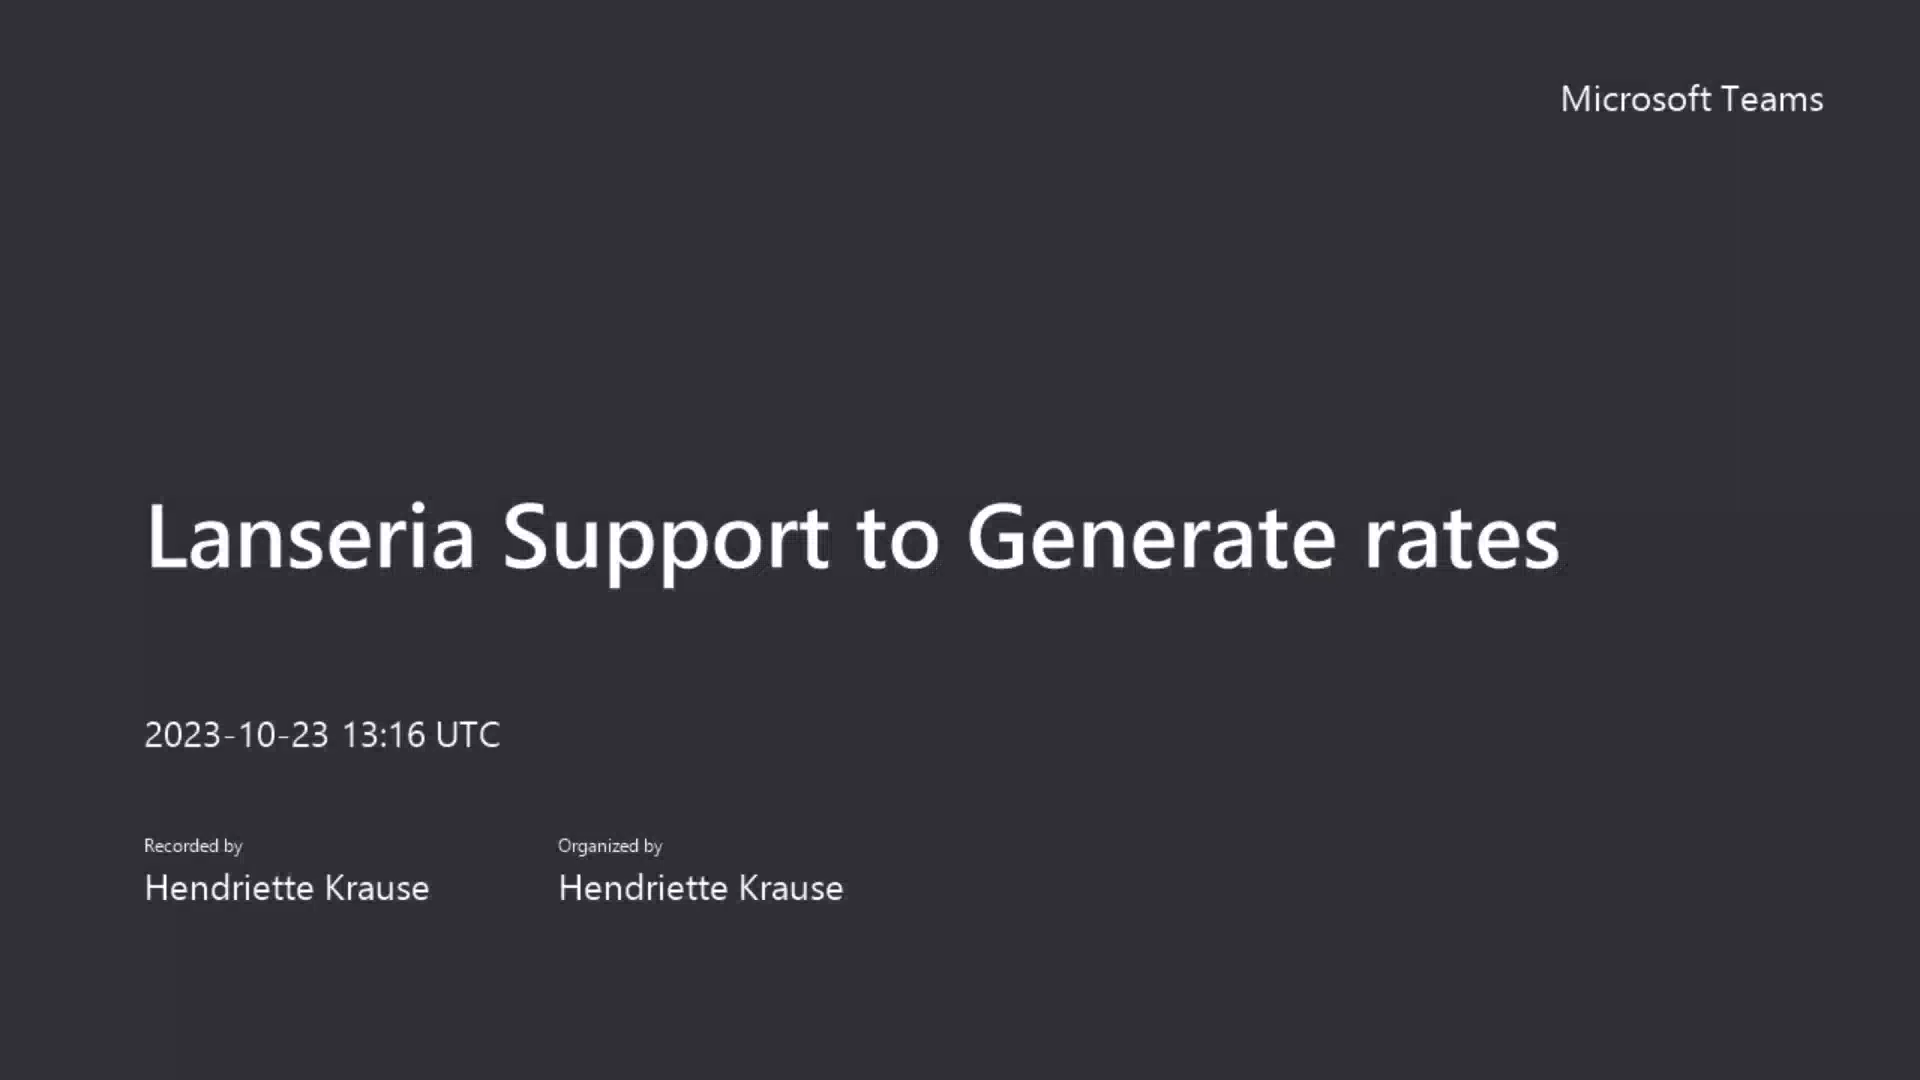 Microsoft Teams
Lanseria Support to Generate rates
2023-10-23 13:16 UTC
Recorded by
Organized by
Hendriette Krause
Hendriette Krause